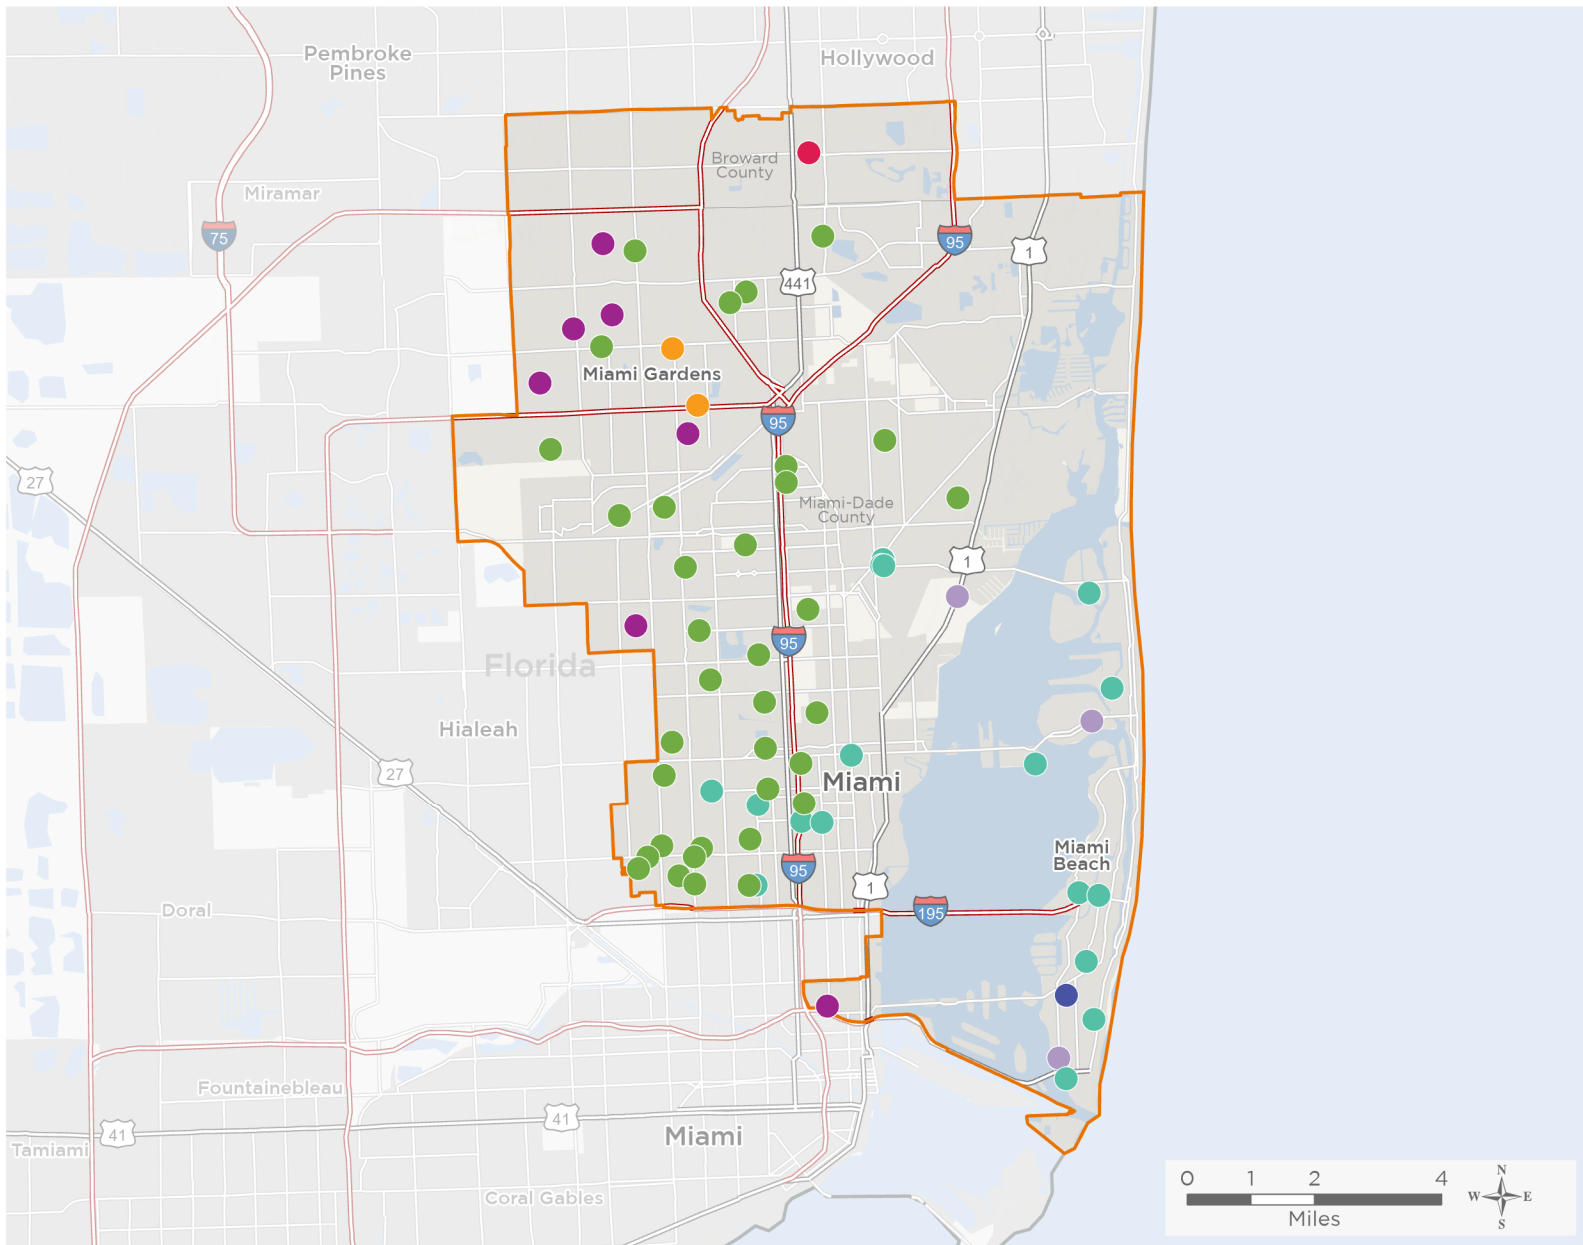 Pembroke
Pines
Hollywood
Broward
County
Miramar
75
95
1
441
Miami Gardens
95
27
Miami-Dade
County
1
95
Florida
Hialeah
27
Miami
Miami
Beach
95
1
Doral
195
Fountainebleau
41
41
Miami
Tamiami
Coral Gables
0 1 2 4
Miles
N
W E
S